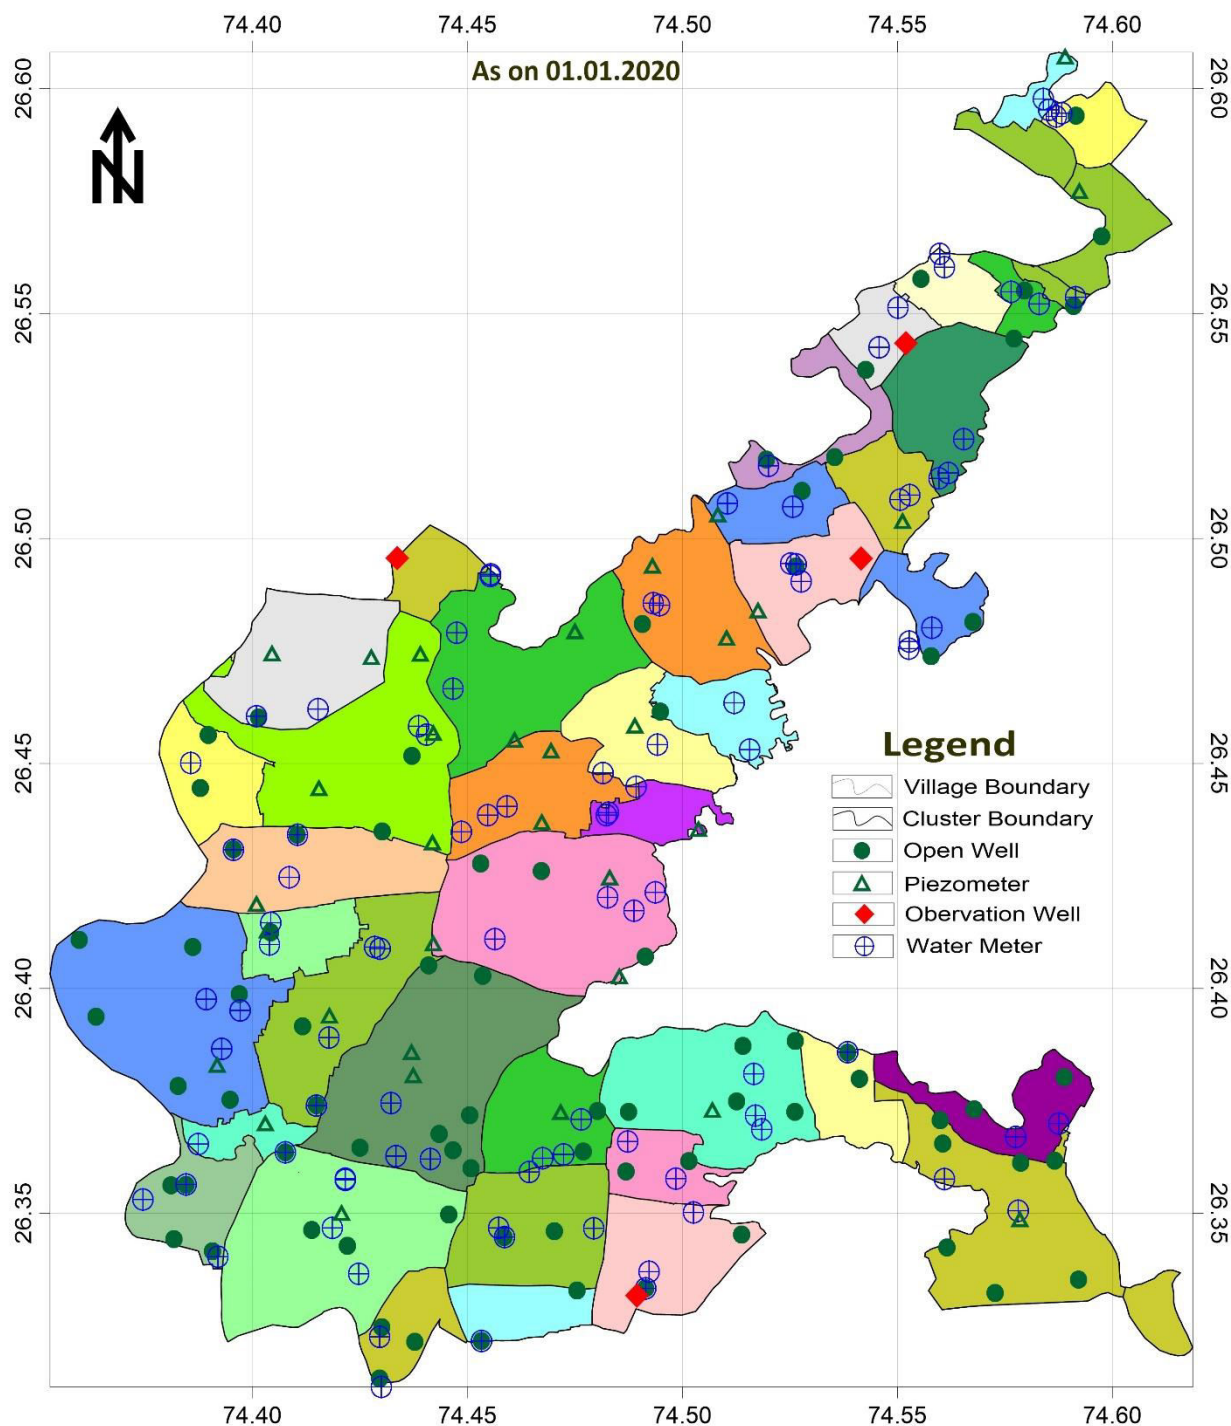 74.40 74.45 74.50 74.55 74.60
As on 01.01.2020
26.60 26.60
N
26.55 26.55
26.50 26.50
26.45 26.45
Legend
Village Boundary
Cluster Boundary
Open Well
Piezometer
Obervation Well
Water Meter
26.40 26.40
26.35 26.35
74.40 74.45 74.50 74.55 74.60